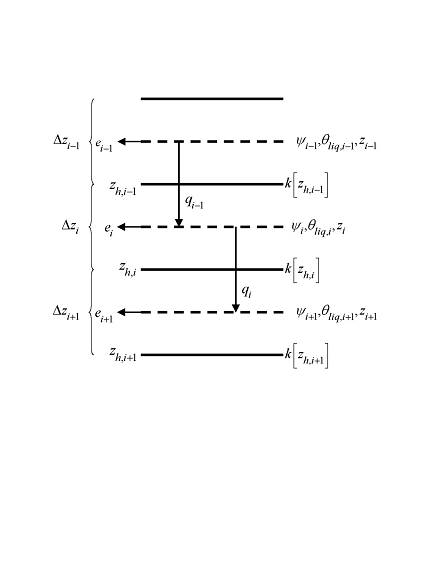 Δz_{i−1} e_{i−1} ψ_{i−1},θ_{liq,i−1},z_{i−1}
z_{h,i−1} k[z_{h,i−1}]
q_{i−1}
Δz_i e_i ψ_i,θ_{liq,i},z_i
z_{h,i} k[z_{h,i}]
q_i
Δz_{i+1} e_{i+1} ψ_{i+1},θ_{liq,i+1},z_{i+1}
z_{h,i+1} k[z_{h,i+1}]